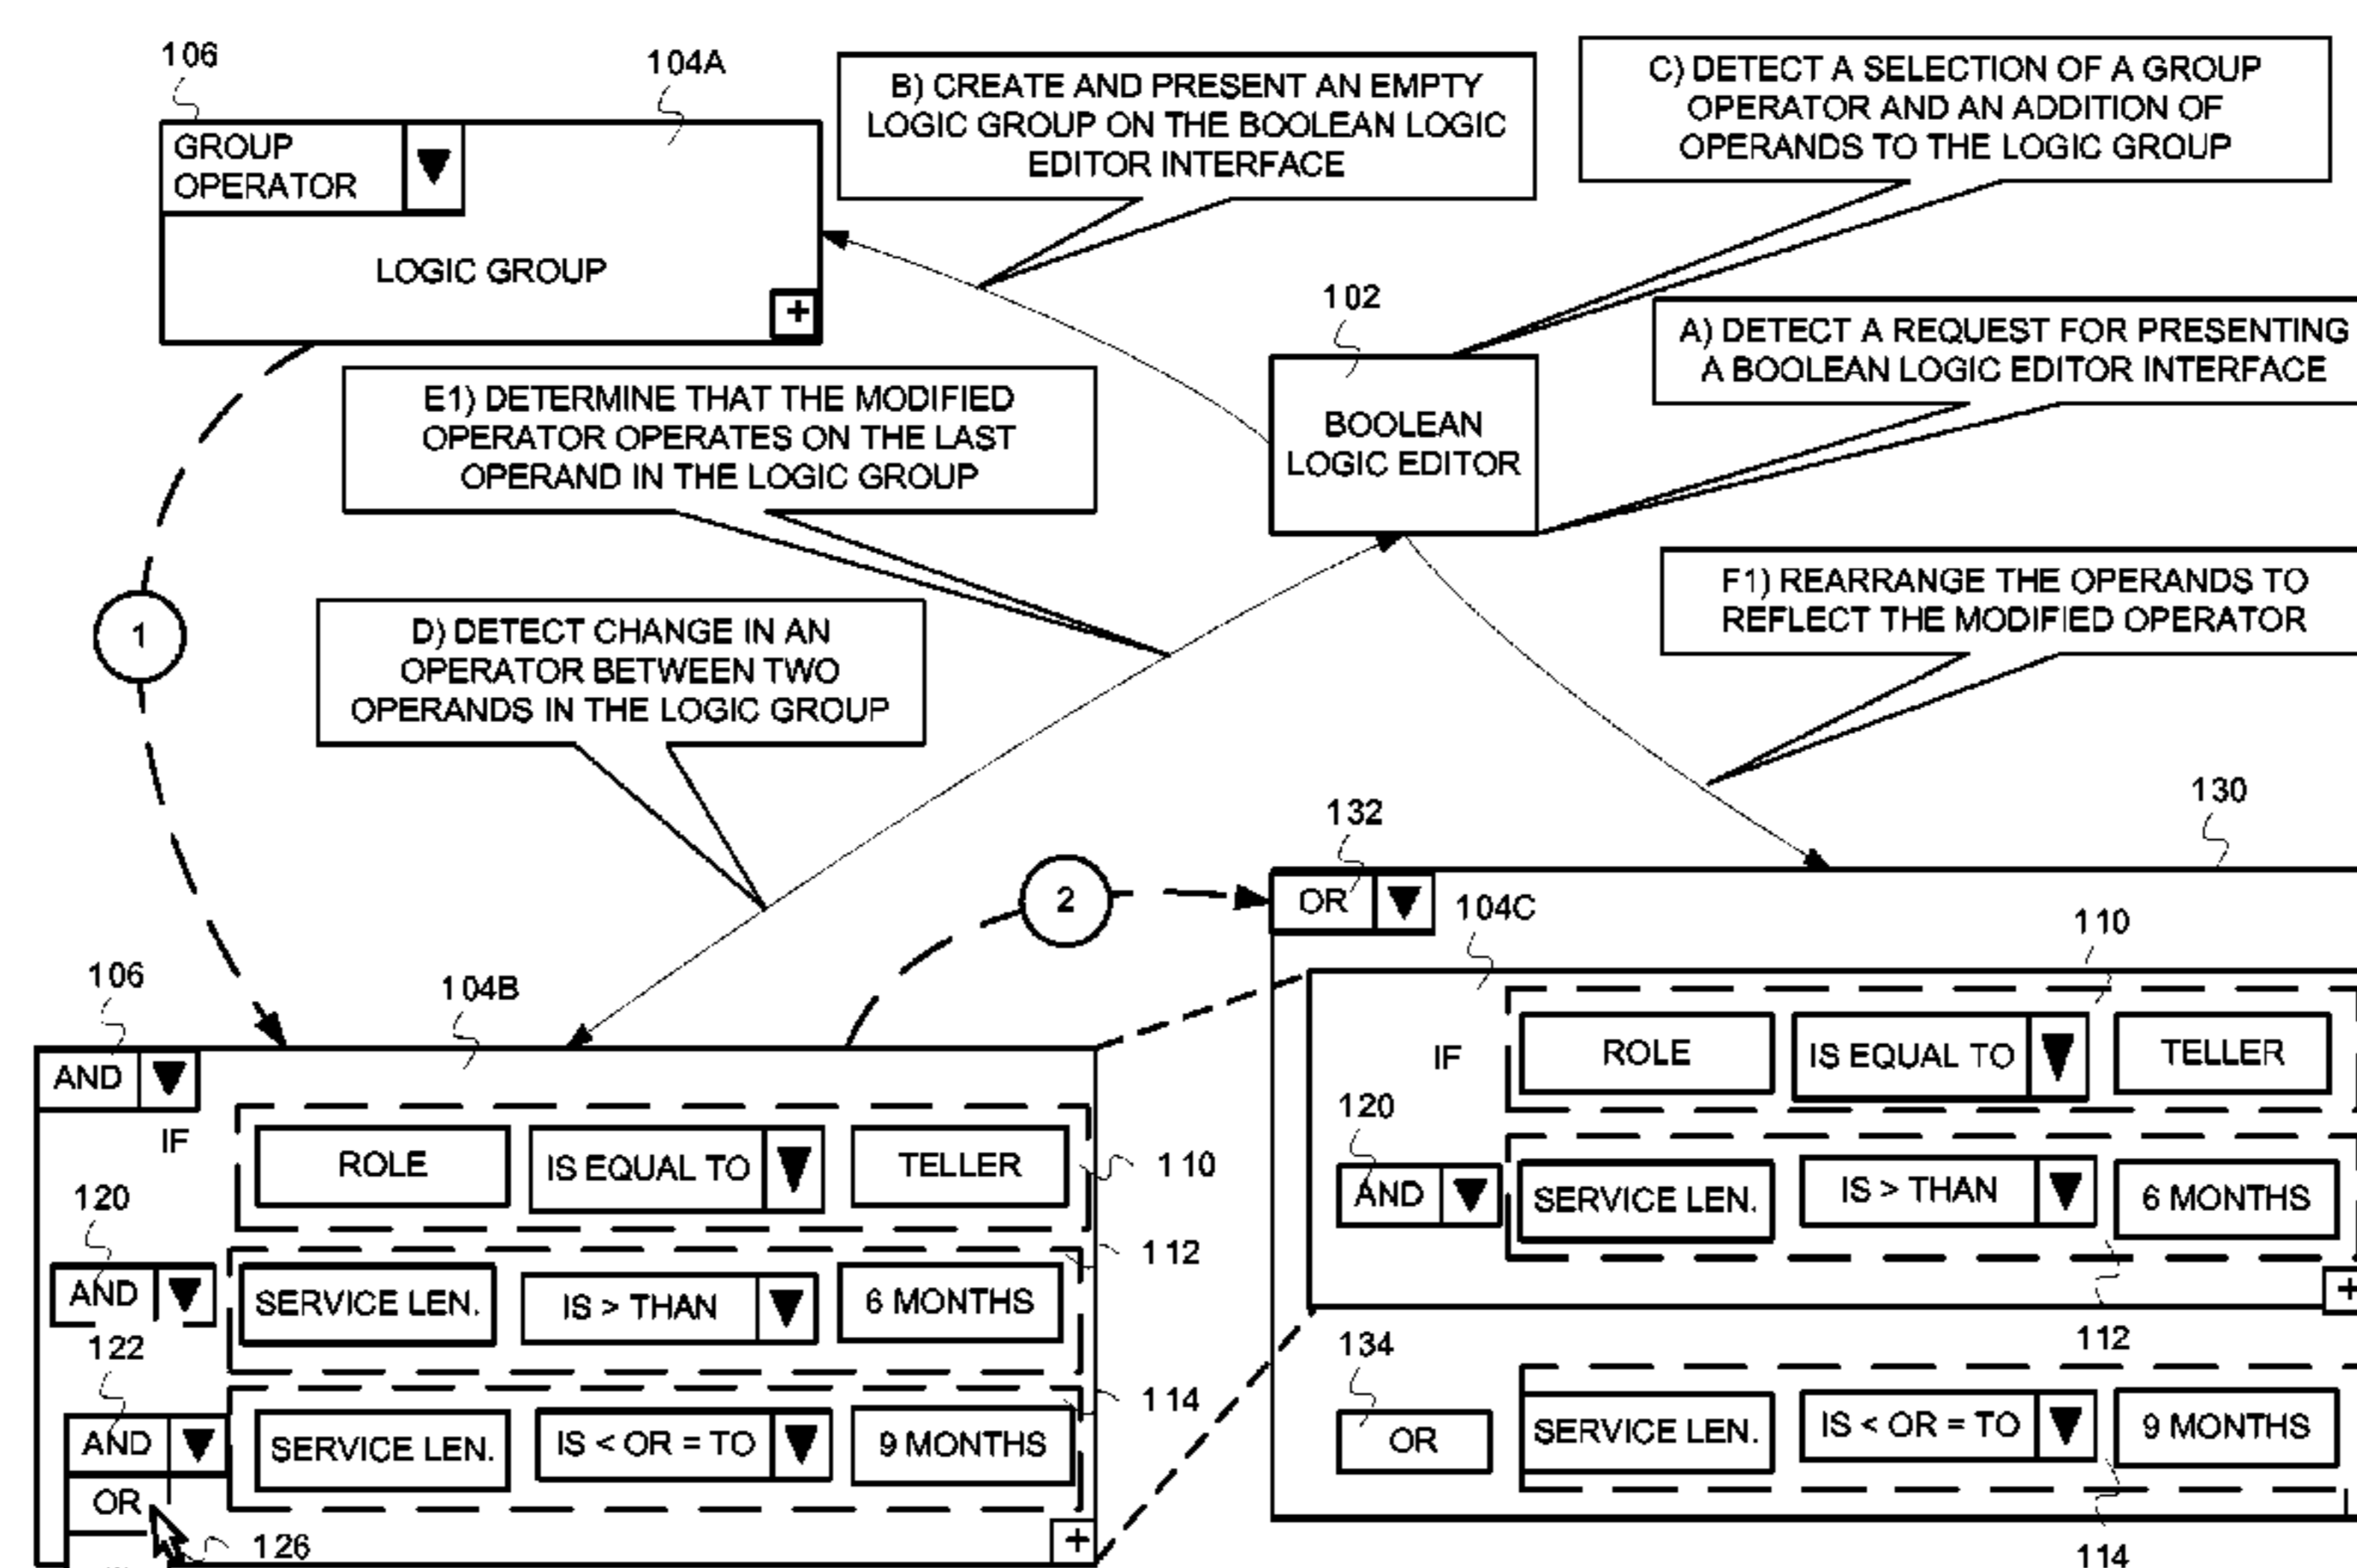 106
104A
GROUP
OPERATOR
LOGIC GROUP
+
B) CREATE AND PRESENT AN EMPTY
LOGIC GROUP ON THE BOOLEAN LOGIC
EDITOR INTERFACE
C) DETECT A SELECTION OF A GROUP
OPERATOR AND AN ADDITION OF
OPERANDS TO THE LOGIC GROUP
102
BOOLEAN
LOGIC EDITOR
A) DETECT A REQUEST FOR PRESENTING
A BOOLEAN LOGIC EDITOR INTERFACE
E1) DETERMINE THAT THE MODIFIED
OPERATOR OPERATES ON THE LAST
OPERAND IN THE LOGIC GROUP
F1) REARRANGE THE OPERANDS TO
REFLECT THE MODIFIED OPERATOR
1
D) DETECT CHANGE IN AN
OPERATOR BETWEEN TWO
OPERANDS IN THE LOGIC GROUP
2
106
104B
AND
IF
ROLE IS EQUAL TO TELLER
110
120
112
AND SERVICE LEN. IS > THAN 6 MONTHS
122
114
AND SERVICE LEN. IS < OR = TO 9 MONTHS
OR
126
+
132
130
OR
104C
110
IF ROLE IS EQUAL TO TELLER
120
AND SERVICE LEN. IS > THAN 6 MONTHS
+
112
134
OR SERVICE LEN. IS < OR = TO 9 MONTHS
114